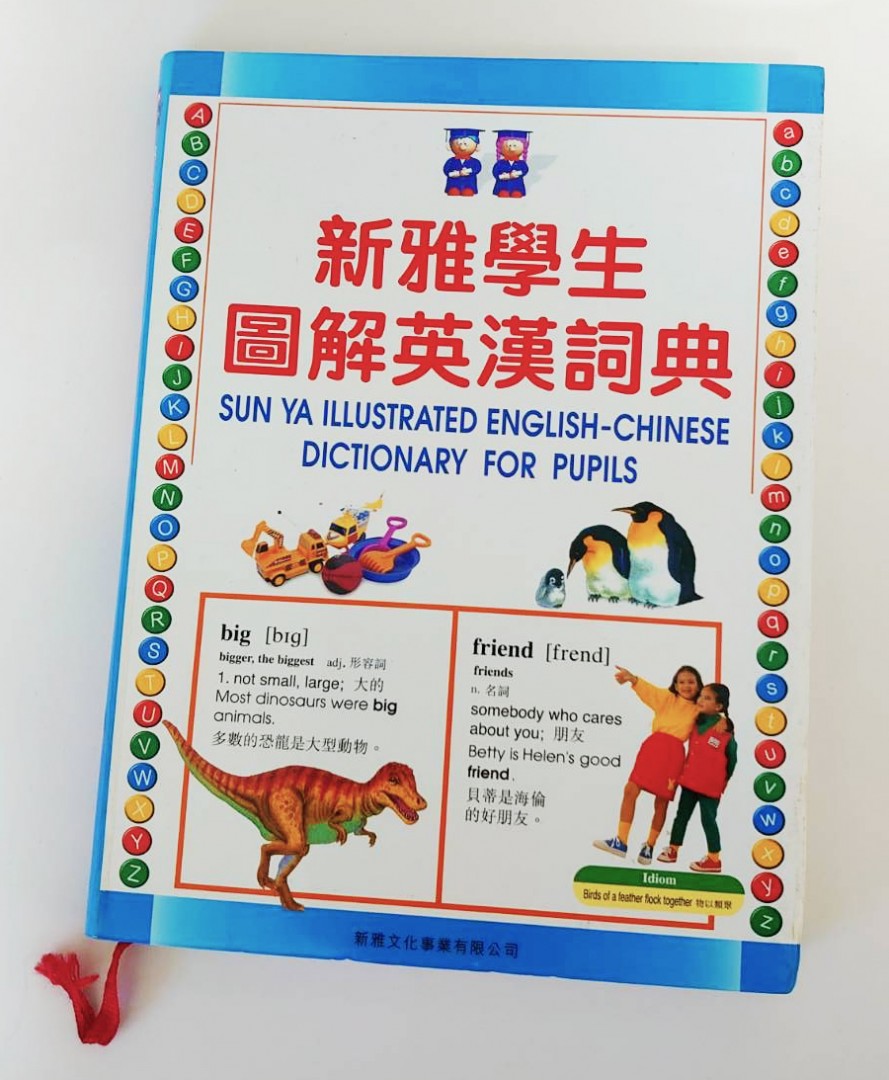 新雅學生
圖解英漢詞典
SUN YA ILLUSTRATED ENGLISH-CHINESE
DICTIONARY FOR PUPILS
A
B
C
D
E
F
G
H
I
J
K
L
M
N
O
P
Q
R
S
T
U
V
W
X
Y
Z
a
b
c
d
e
f
g
h
i
j
k
l
m
n
o
p
q
r
s
t
u
v
w
x
y
z
big [bɪg]
bigger, the biggest adj. 形容詞
1. not small, large; 大的
Most dinosaurs were big
animals.
多數的恐龍是大型動物。
friend [frend]
friends
n. 名詞
somebody who cares
about you; 朋友
Betty is Helen's good
friend.
貝蒂是海倫
的好朋友。
Idiom
Birds of a feather flock together 物以類聚
新雅文化事業有限公司